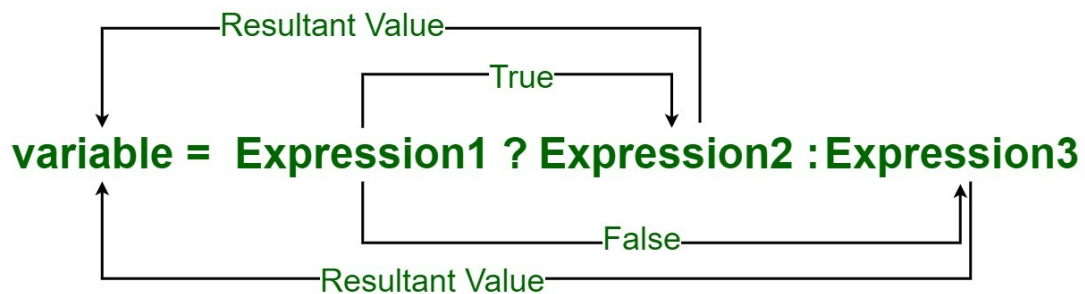 Resultant Value
True
variable = Expression1 ? Expression2 :Expression3
False
Resultant Value